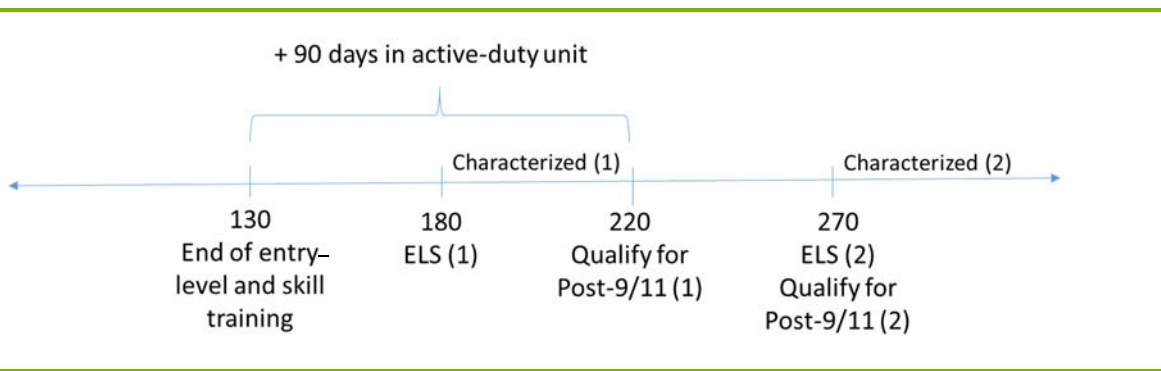 + 90 days in active-duty unit
Characterized (1)
Characterized (2)
130
End of entry–
level and skill
training
180
ELS (1)
220
Qualify for
Post-9/11 (1)
270
ELS (2)
Qualify for
Post-9/11 (2)